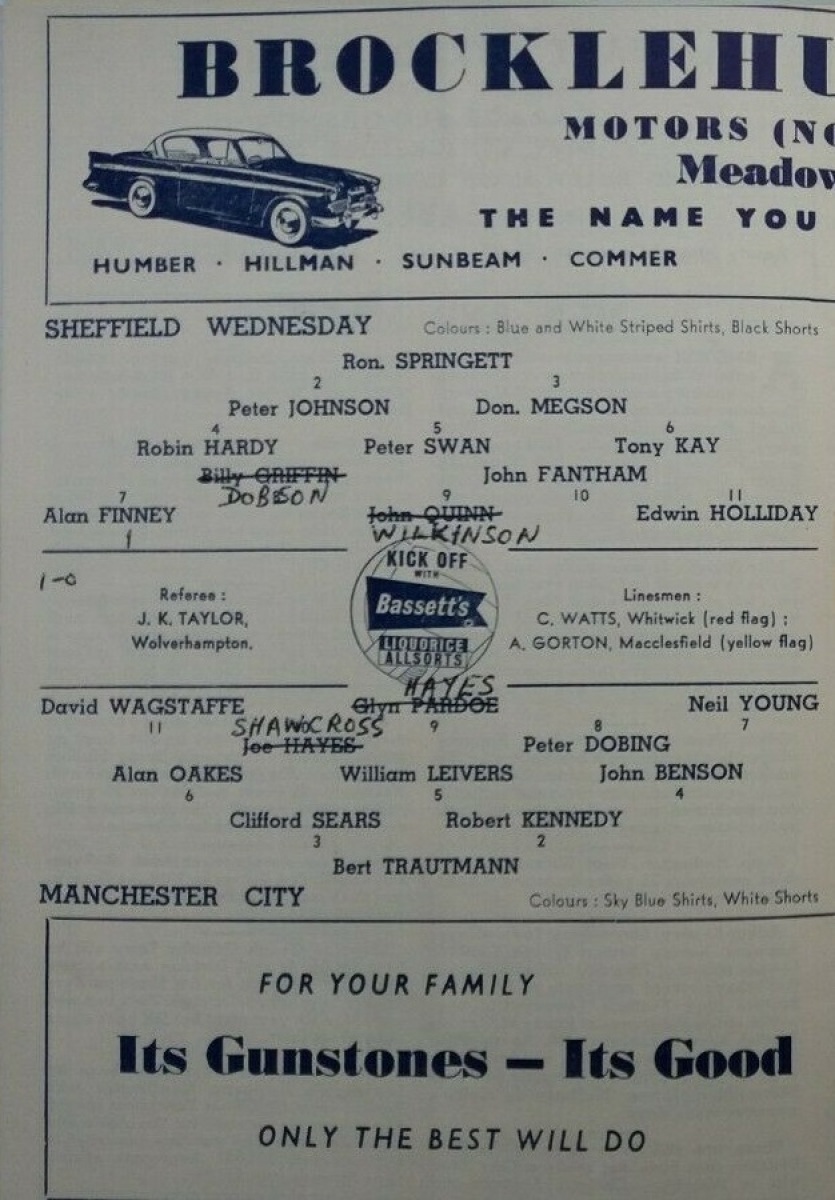 BROCKLEHU
MOTORS (NO
Meadow
THE NAME YOU
HUMBER · HILLMAN · SUNBEAM · COMMER
SHEFFIELD WEDNESDAY Colours : Blue and White Striped Shirts, Black Shorts
Ron. SPRINGETT
2 3
Peter JOHNSON Don. MEGSON
4 5 6
Robin HARDY Peter SWAN Tony KAY
Billy GRIFFIN John FANTHAM
DOBSON
7 9 10 11
Alan FINNEY John QUINN Edwin HOLLIDAY
1 WILKINSON
KICK OFF
WITH
1-0
Bassett's
LIQUORICE
ALLSORTS
Referee :
J. K. TAYLOR,
Wolverhampton.
Linesmen :
C. WATTS, Whitwick (red flag) :
A. GORTON, Macclesfield (yellow flag)
HAYES
David WAGSTAFFE Glyn PARDOE Neil YOUNG
11 SHAWCROSS 9 8 7
Joe HAYES Peter DOBING
Alan OAKES William LEIVERS John BENSON
6 5 4
Clifford SEARS Robert KENNEDY
3 2
Bert TRAUTMANN
MANCHESTER CITY Colours : Sky Blue Shirts, White Shorts
FOR YOUR FAMILY
Its Gunstones — Its Good
ONLY THE BEST WILL DO